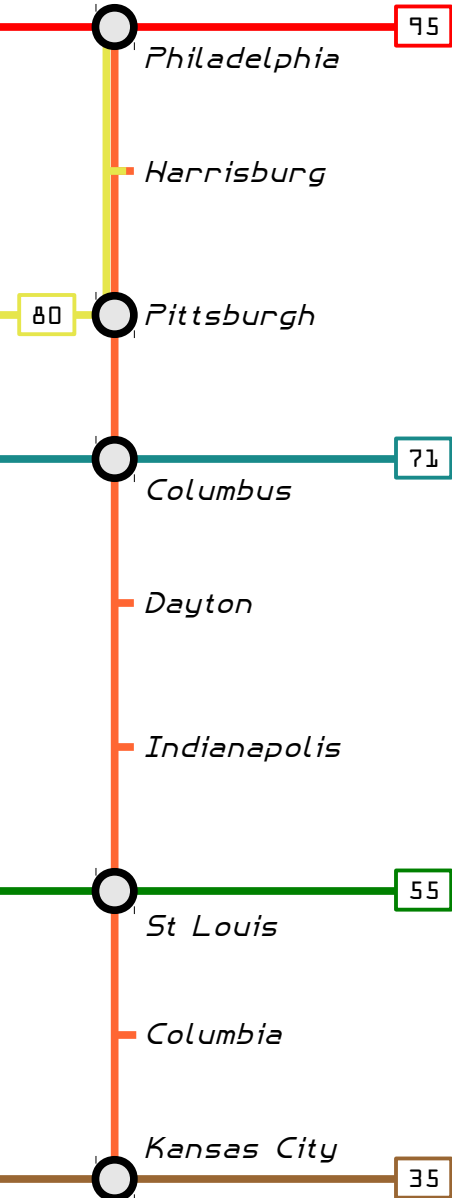 95
Philadelphia
Harrisburg
80
Pittsburgh
71
Columbus
Dayton
Indianapolis
55
St Louis
Columbia
Kansas City
35